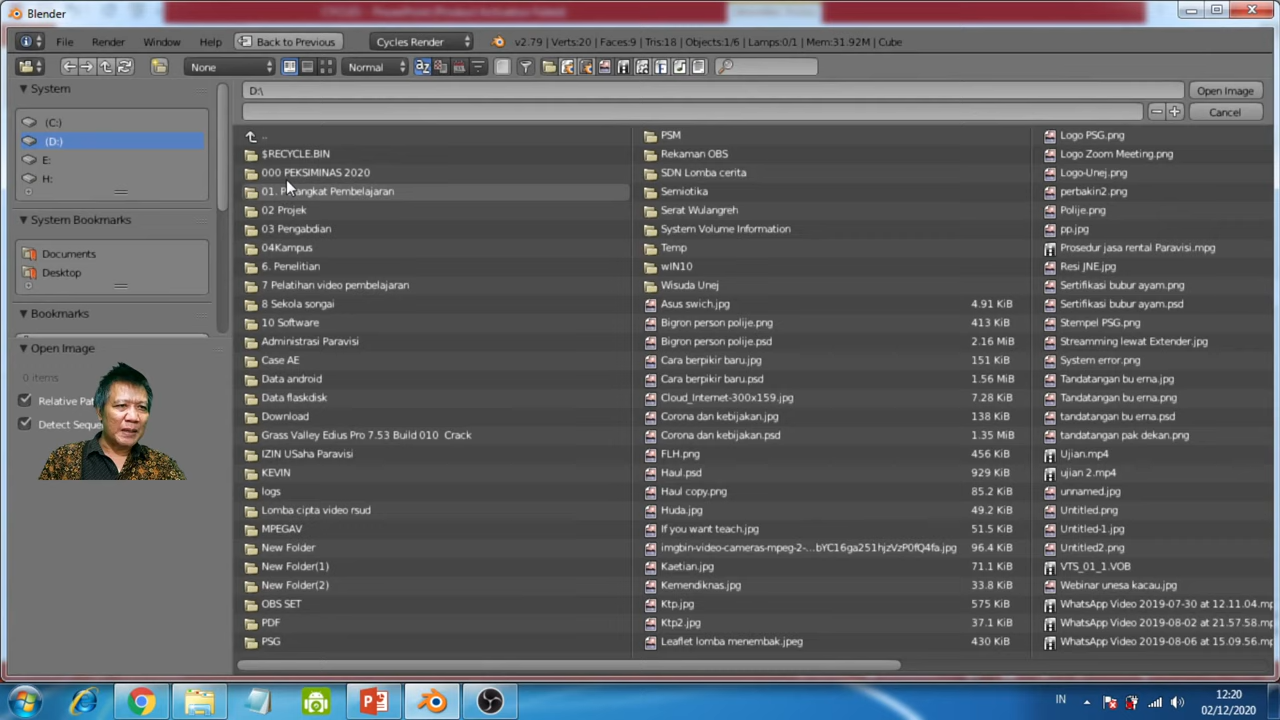 Blender
File Render Window Help Back to Previous Cycles Render v2.79 | Verts:20 | Faces:9 | Tris:18 | Objects:1/6 | Lamps:0/1 | Mem:31.92M | Cube
None Normal
System
(C:)
(D:)
E:
H:
System Bookmarks
Documents
Desktop
Bookmarks
Open Image
0 items
Relative Pat
Detect Seque
D:\
Open Image
Cancel
..
$RECYCLE.BIN
000 PEKSIMINAS 2020
01. P rangkat Pembelajaran
02 Projek
03 Pengabdian
04Kampus
6. Penelitian
7 Pelatihan video pembelajaran
8 Sekola songai
10 Software
Administrasi Paravisi
Case AE
Data android
Data flaskdisk
Download
Grass Valley Edius Pro 7.53 Build 010 Crack
IZIN USaha Paravisi
KEVIN
logs
Lomba cipta video rsud
MPEGAV
New Folder
New Folder(1)
New Folder(2)
OBS SET
PDF
PSG
PSM
Rekaman OBS
SDN Lomba cerita
Semiotika
Serat Wulangreh
System Volume Information
Temp
wIN10
Wisuda Unej
Asus swich.jpg 4.91 KiB
Bigron person polije.png 413 KiB
Bigron person polije.psd 2.16 MiB
Cara berpikir baru.jpg 151 KiB
Cara berpikir baru.psd 1.56 MiB
Cloud_Internet-300x159.jpg 7.28 KiB
Corona dan kebijakan.jpg 138 KiB
Corona dan kebijakan.psd 1.35 MiB
FLH.png 456 KiB
Haul.psd 929 KiB
Haul copy.png 85.2 KiB
Huda.jpg 49.2 KiB
If you want teach.jpg 51.5 KiB
imgbin-video-cameras-mpeg-2-...bYC16ga251hjzVzP0fQ4fa.jpg 96.4 KiB
Kaetian.jpg 71.1 KiB
Kemendiknas.jpg 33.8 KiB
Ktp.jpg 575 KiB
Ktp2.jpg 37.1 KiB
Leaflet lomba menembak.jpeg 430 KiB
Logo PSG.png
Logo Zoom Meeting.png
Logo-Unej.png
perbakin2.png
Polije.png
pp.jpg
Prosedur jasa rental Paravisi.mpg
Resi JNE.jpg
Sertifikasi bubur ayam.png
Sertifikasi bubur ayam.psd
Stempel PSG.png
Streamming lewat Extender.jpg
System error.png
Tandatangan bu erna.jpg
Tandatangan bu erna.png
tandatangan bu erna.psd
tandatangan pak dekan.png
Ujian.mp4
ujian 2.mp4
unnamed.jpg
Untitled.png
Untitled-1.jpg
Untitled2.png
VTS_01_1.VOB
Webinar unesa kacau.jpg
WhatsApp Video 2019-07-30 at 12.11.04.mp
WhatsApp Video 2019-08-02 at 21.57.58.mp
WhatsApp Video 2019-08-06 at 15.09.56.mp
IN
12:20
02/12/2020